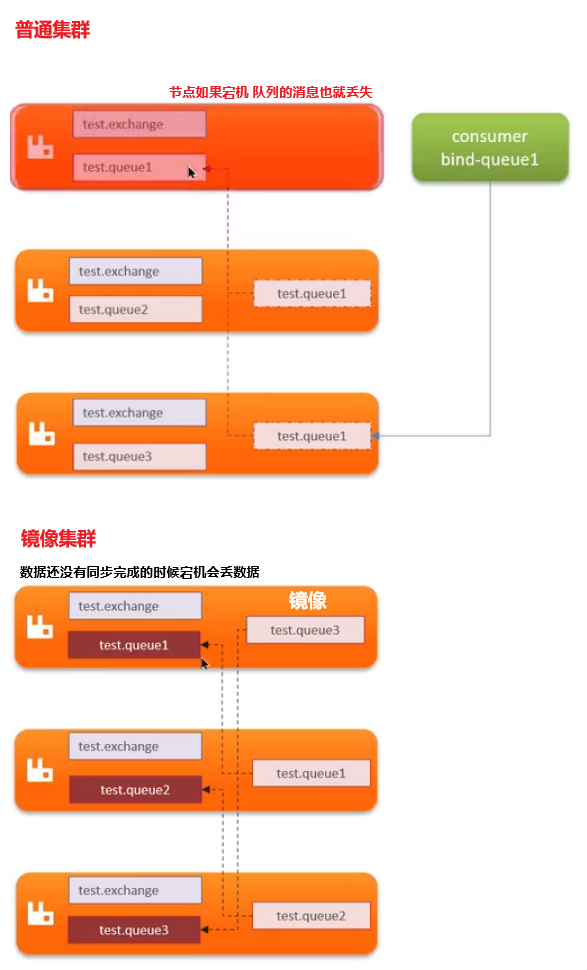 普通集群
节点如果宕机 队列的消息也就丢失
test.exchange
test.queue1
consumer
bind-queue1
test.exchange
test.queue2
test.queue1
test.exchange
test.queue3
test.queue1
镜像集群
数据还没有同步完成的时候宕机会丢数据
镜像
test.exchange
test.queue3
test.queue1
test.exchange
test.queue1
test.queue2
test.exchange
test.queue2
test.queue3